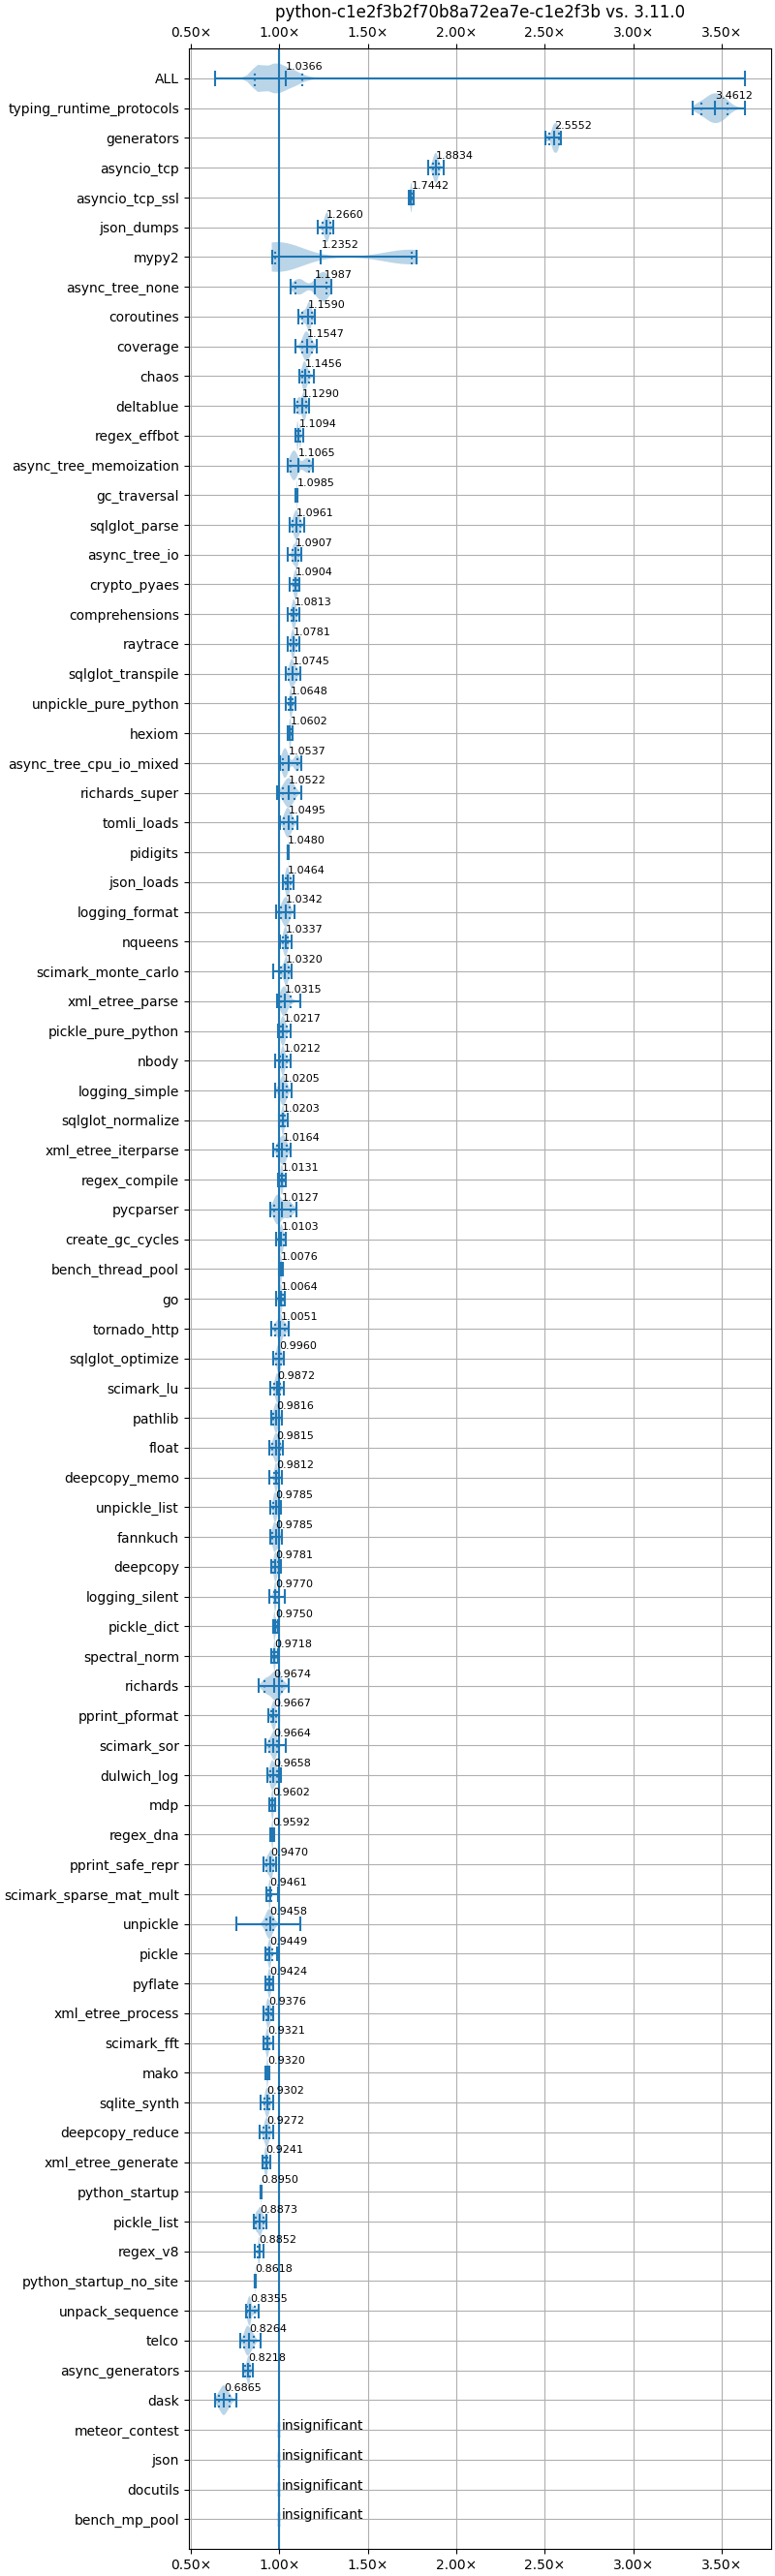 python-c1e2f3b2f70b8a72ea7e-c1e2f3b vs. 3.11.0
0.50× 1.00× 1.50× 2.00× 2.50× 3.00× 3.50×
ALL 1.0366
typing_runtime_protocols 3.4612
generators 2.5552
asyncio_tcp 1.8834
asyncio_tcp_ssl 1.7442
json_dumps 1.2660
mypy2 1.2352
async_tree_none 1.1987
coroutines 1.1590
coverage 1.1547
chaos 1.1456
deltablue 1.1290
regex_effbot 1.1094
async_tree_memoization 1.1065
gc_traversal 1.0985
sqlglot_parse 1.0961
async_tree_io 1.0907
crypto_pyaes 1.0904
comprehensions 1.0813
raytrace 1.0781
sqlglot_transpile 1.0745
unpickle_pure_python 1.0648
hexiom 1.0602
async_tree_cpu_io_mixed 1.0537
richards_super 1.0522
tomli_loads 1.0495
pidigits 1.0480
json_loads 1.0464
logging_format 1.0342
nqueens 1.0337
scimark_monte_carlo 1.0320
xml_etree_parse 1.0315
pickle_pure_python 1.0217
nbody 1.0212
logging_simple 1.0205
sqlglot_normalize 1.0203
xml_etree_iterparse 1.0164
regex_compile 1.0131
pycparser 1.0127
create_gc_cycles 1.0103
bench_thread_pool 1.0076
go 1.0064
tornado_http 1.0051
sqlglot_optimize 0.9960
scimark_lu 0.9872
pathlib 0.9816
float 0.9815
deepcopy_memo 0.9812
unpickle_list 0.9785
fannkuch 0.9785
deepcopy 0.9781
logging_silent 0.9770
pickle_dict 0.9750
spectral_norm 0.9718
richards 0.9674
pprint_pformat 0.9667
scimark_sor 0.9664
dulwich_log 0.9658
mdp 0.9602
regex_dna 0.9592
pprint_safe_repr 0.9470
scimark_sparse_mat_mult 0.9461
unpickle 0.9458
pickle 0.9449
pyflate 0.9424
xml_etree_process 0.9376
scimark_fft 0.9321
mako 0.9320
sqlite_synth 0.9302
deepcopy_reduce 0.9272
xml_etree_generate 0.9241
python_startup 0.8950
pickle_list 0.8873
regex_v8 0.8852
python_startup_no_site 0.8618
unpack_sequence 0.8355
telco 0.8264
async_generators 0.8218
dask 0.6865
meteor_contest insignificant
json insignificant
docutils insignificant
bench_mp_pool insignificant
0.50× 1.00× 1.50× 2.00× 2.50× 3.00× 3.50×